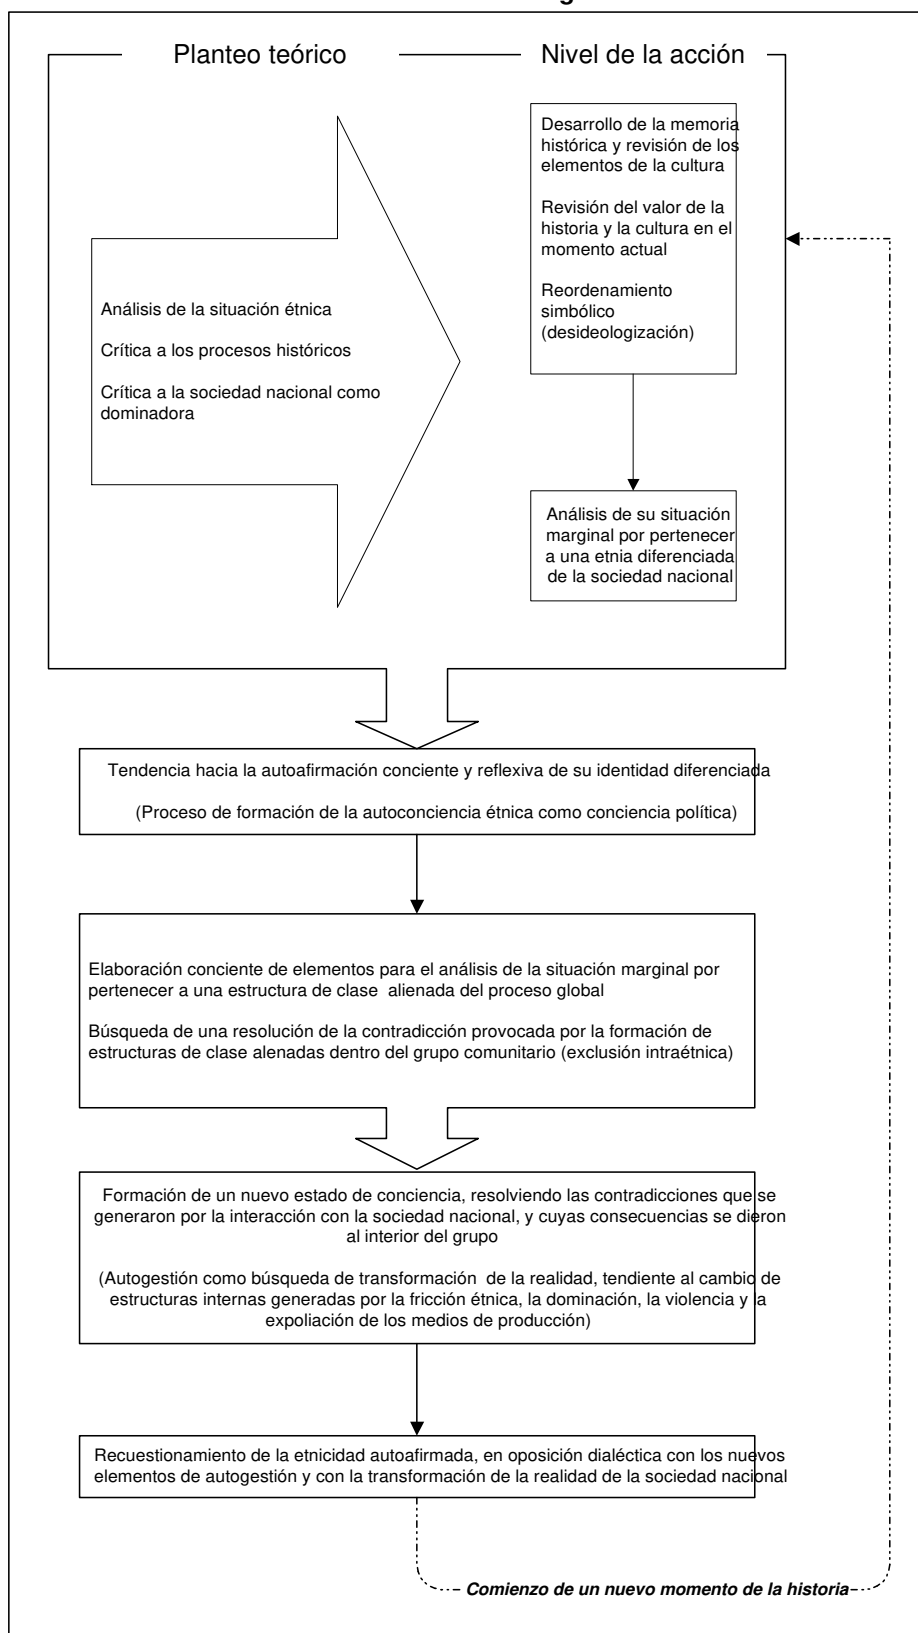 Planteo teórico
Nivel de la acción
Análisis de la situación étnica
Crítica a los procesos históricos
Crítica a la sociedad nacional como
dominadora
Desarrollo de la memoria
histórica y revisión de los
elementos de la cultura
Revisión del valor de la
historia y la cultura en el
momento actual
Reordenamiento
simbólico
(desideologización)
Análisis de su situación
marginal por pertenecer
a una etnia diferenciada
de la sociedad nacional
Tendencia hacia la autoafirmación conciente y reflexiva de su identidad diferenciada
(Proceso de formación de la autoconciencia étnica como conciencia política)
Elaboración conciente de elementos para el análisis de la situación marginal por
pertenecer a una estructura de clase  alienada del proceso global
Búsqueda de una resolución de la contradicción provocada por la formación de
estructuras de clase alenadas dentro del grupo comunitario (exclusión intraétnica)
Formación de un nuevo estado de conciencia, resolviendo las contradicciones que se
generaron por la interacción con la sociedad nacional, y cuyas consecuencias se dieron
al interior del grupo
(Autogestión como búsqueda de transformación  de la realidad, tendiente al cambio de
estructuras internas generadas por la fricción étnica, la dominación, la violencia y la
expoliación de los medios de producción)
Recuestionamiento de la etnicidad autoafirmada, en oposición dialéctica con los nuevos
elementos de autogestión y con la transformación de la realidad de la sociedad nacional
Comienzo de un nuevo momento de la historia